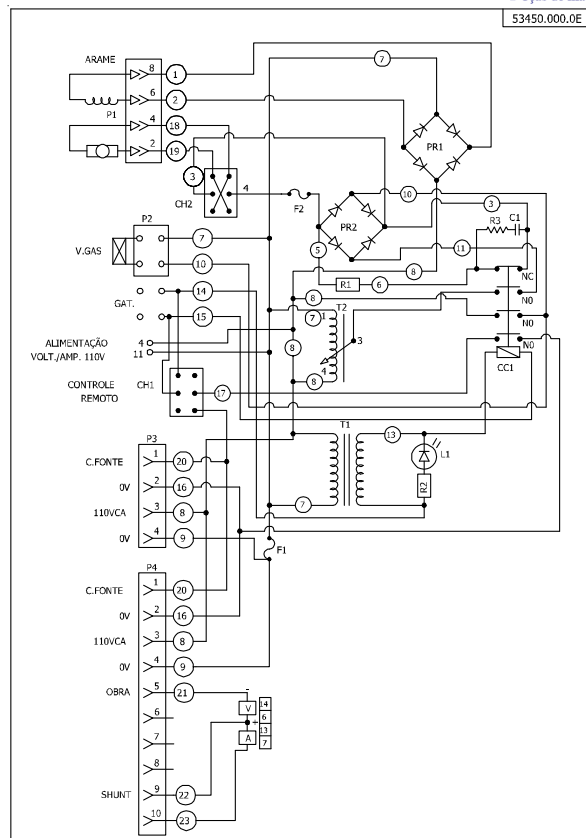 53450.000.0E
ARAME
8 1
6 2
P1
4 18
2 19
7
PR1
3
CH2
4
F2
10
3
PR2
R3 C1
5
11
8
NC
R1 6
N0
N0
N0
CC1
P2
V.GAS
7
10
GAT.
14
15
8
7 1
T2
3
8
4
8
ALIMENTAÇÃO 4
VOLT./AMP. 110V 11
CONTROLE
REMOTO
CH1
17
T1
13
L1
R2
7
P3
C.FONTE 1 20
0V 2 16
110VCA 3 8
0V 4 9
F1
P4
C.FONTE 1 20
0V 2 16
110VCA 3 8
0V 4 9
OBRA 5 21
-
V
+
A
14
6
13
7
6
7
8
SHUNT 9 22
10 23